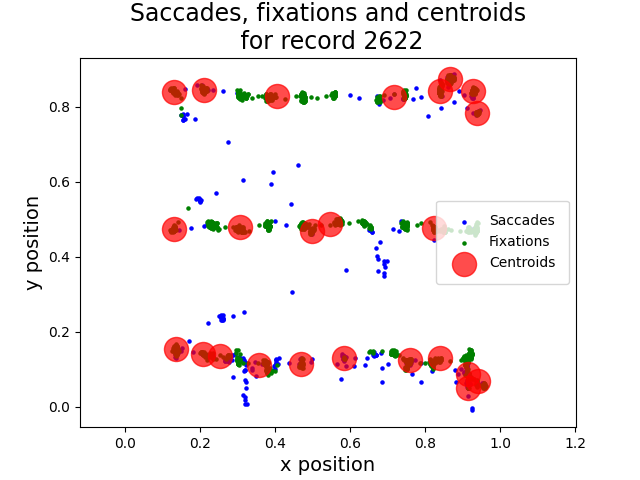 Saccades, fixations and centroids
for record 2622
y position
0.8
0.6
0.4
0.2
0.0
Saccades
Fixations
Centroids
0.0 0.2 0.4 0.6 0.8 1.0 1.2
x position